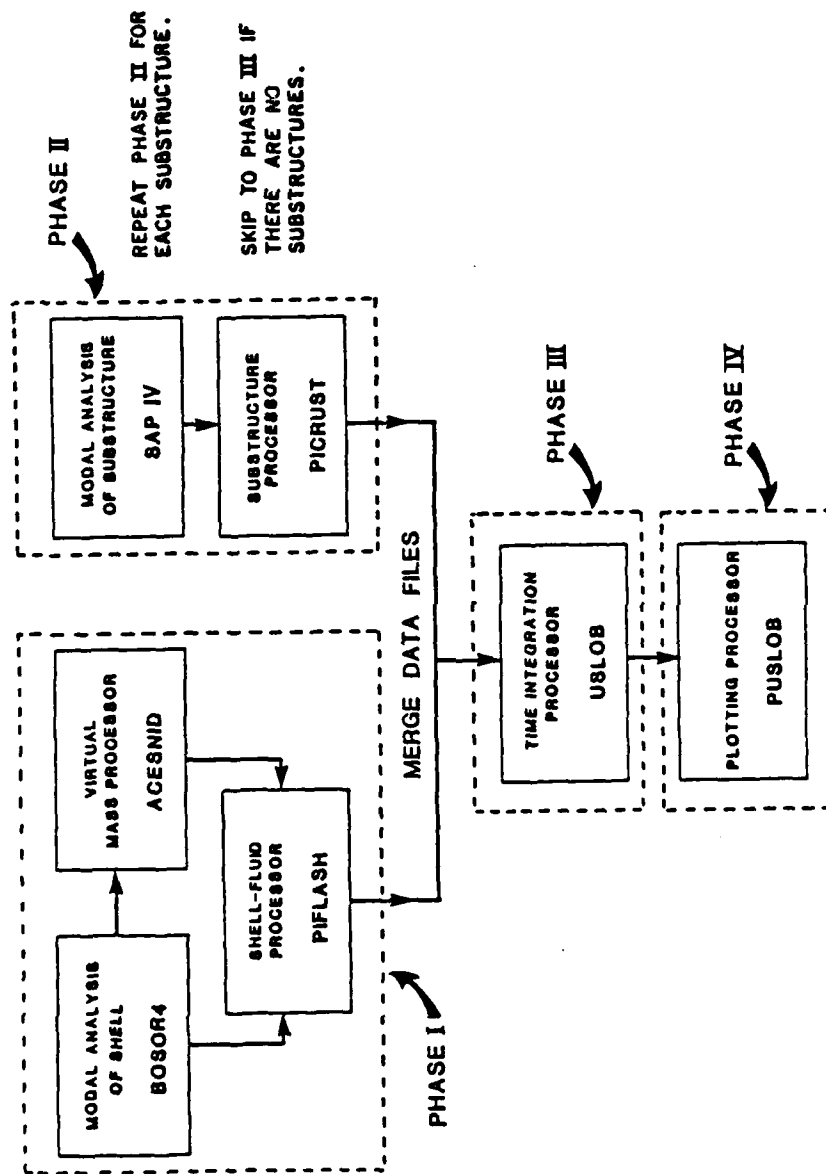 MODAL ANALYSIS
OF SHELL
BOSOR4
VIRTUAL
MASS PROCESSOR
ACESNID
SHELL-FLUID
PROCESSOR
PIFLASH
PHASE I
MODAL ANALYSIS
OF SUBSTRUCTURE
SAP IV
SUBSTRUCTURE
PROCESSOR
PICRUST
PHASE II
REPEAT PHASE II FOR
EACH SUBSTRUCTURE.
SKIP TO PHASE III IF
THERE ARE NO
SUBSTRUCTURES.
MERGE DATA FILES
TIME INTEGRATION
PROCESSOR
USLOB
PHASE III
PLOTTING PROCESSOR
PUSLOB
PHASE IV